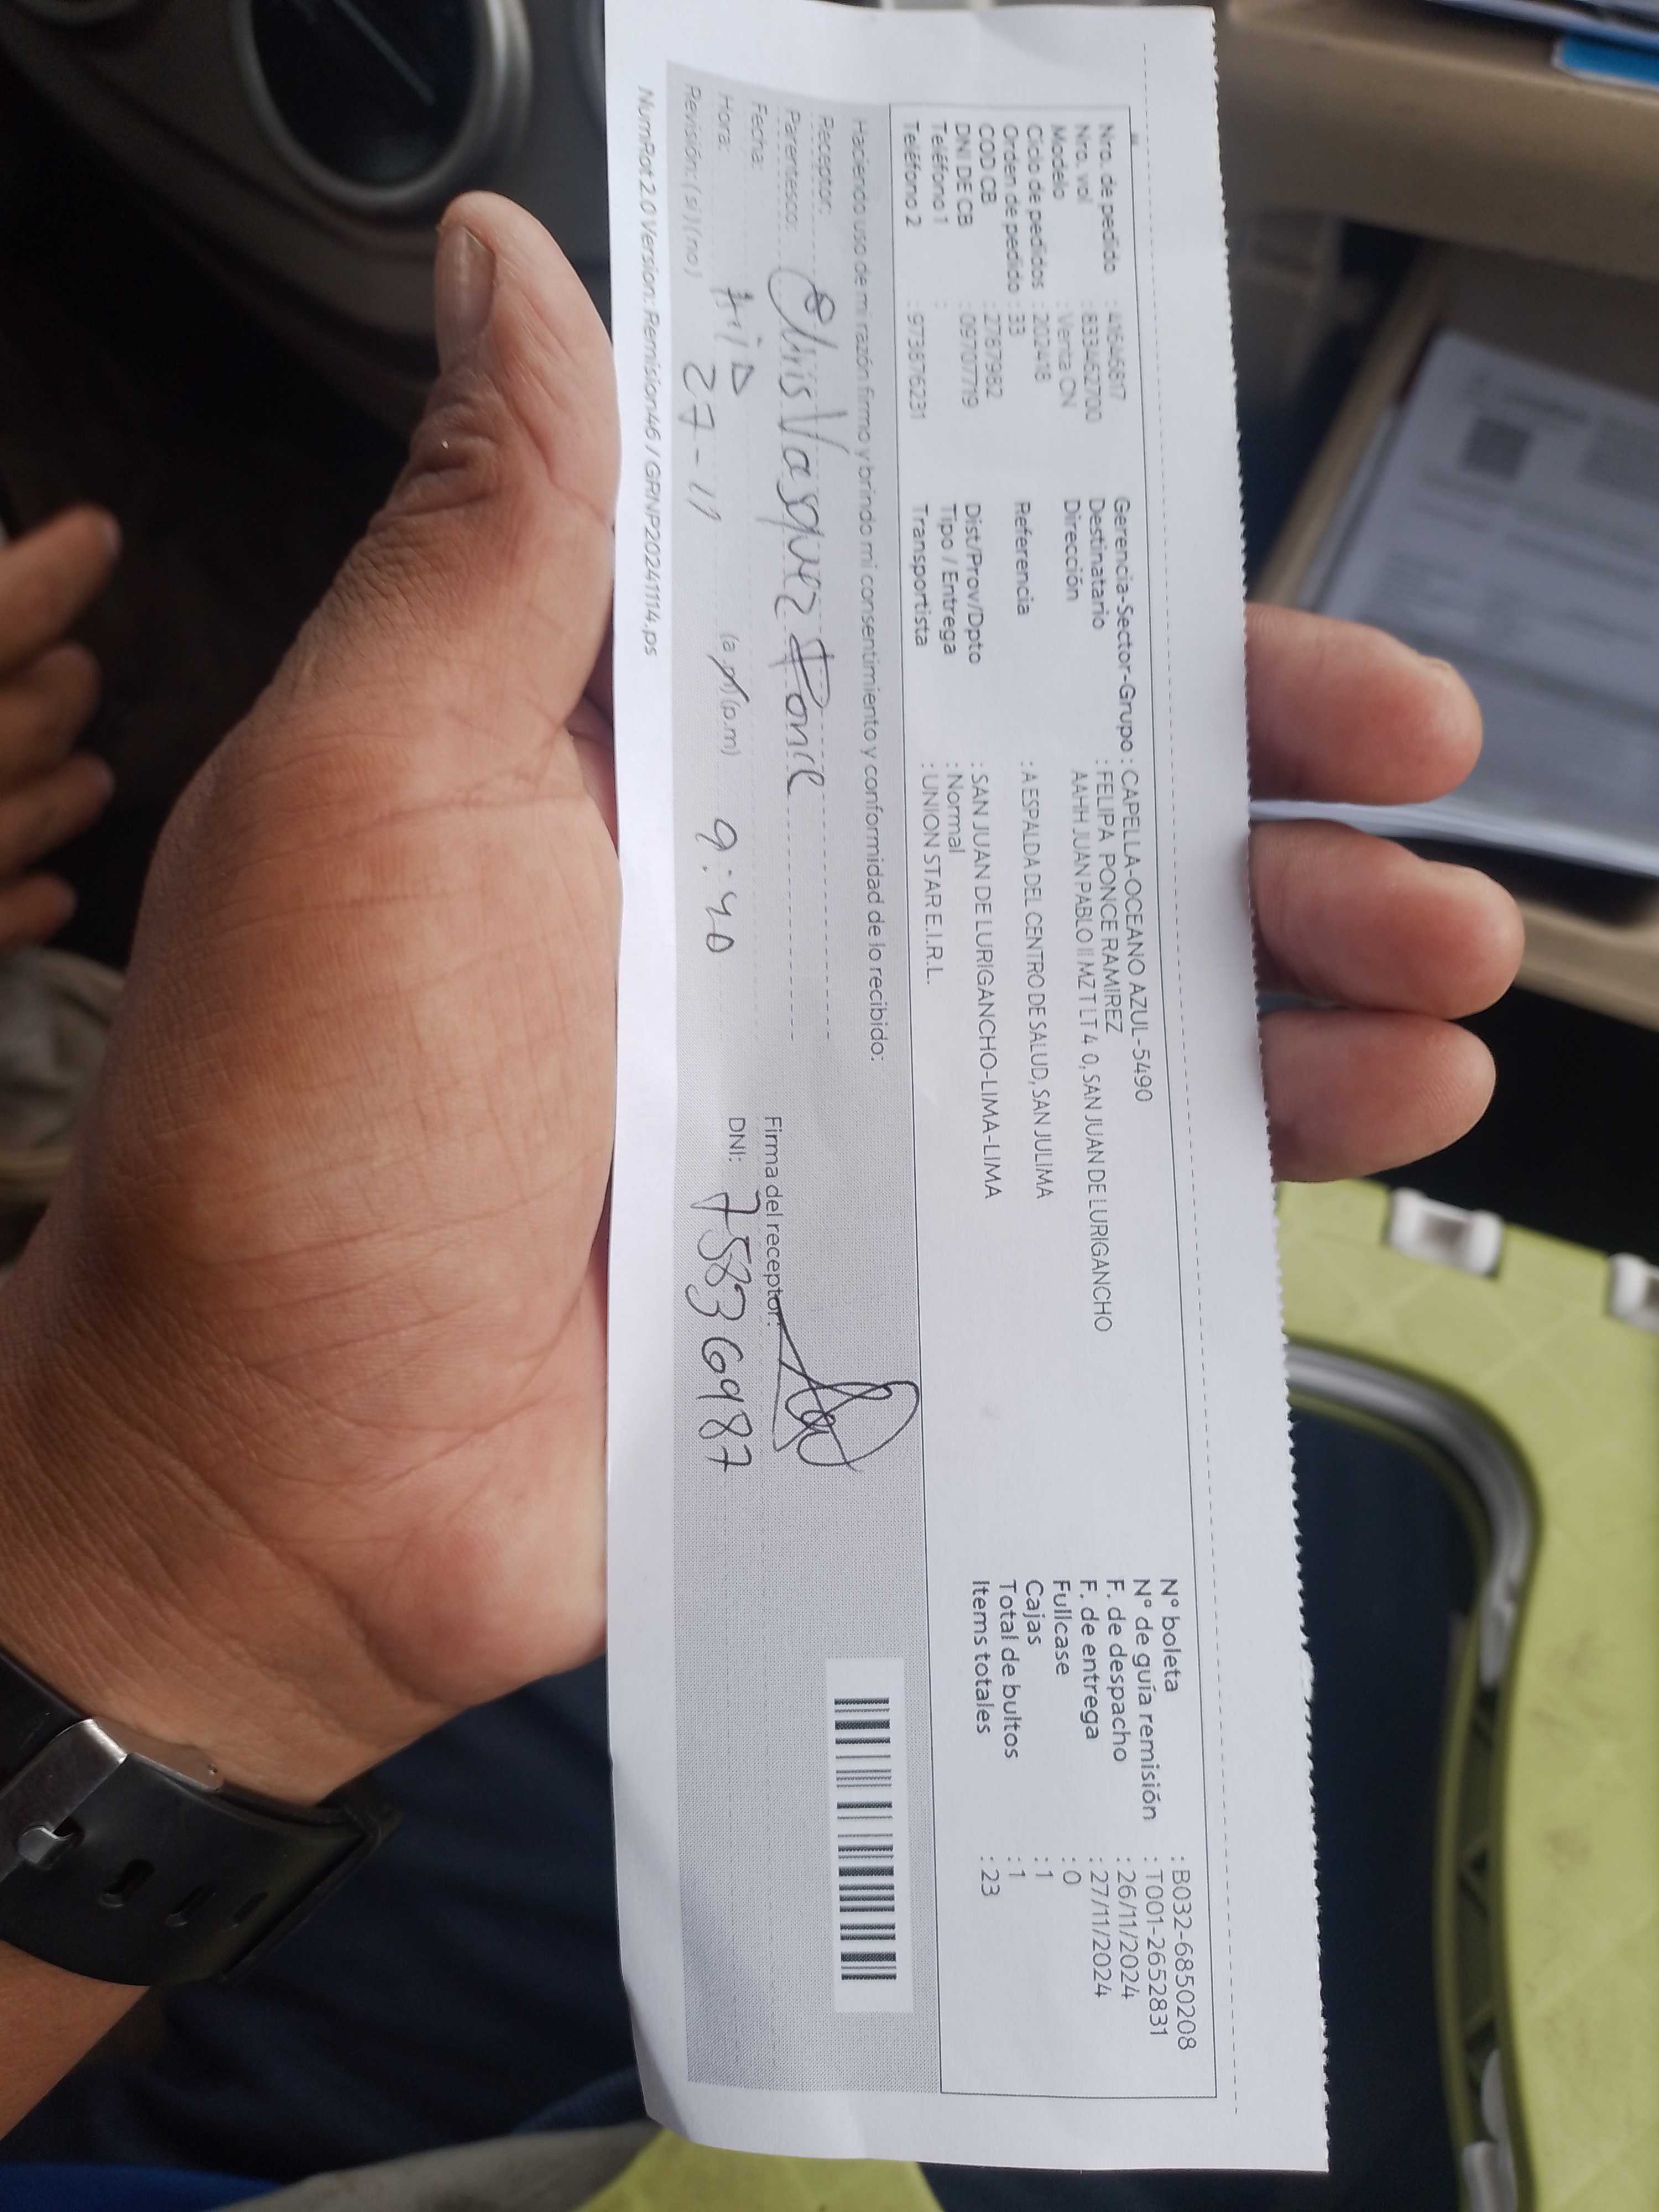 Nro. de pedido : 415456817
Nro. vol : 833462700
Modelo : Venta CN
Ciclo de pedidos : 202418
Orden de pedido : 33
COD CB : 27879982
DNI DE CB : 09707719
Teléfono 1 :
Teléfono 2 : 973876231
Gerencia-Sector-Grupo : CAPELLA-OCEANO AZUL-5490
Destinatario : FELIPA PONCE RAMIREZ
Dirección AAHH JUAN PABLO II MZ T LT 4 0, SAN JUAN DE LURIGANCHO
Referencia : A ESPALDA DEL CENTRO DE SALUD, SAN JULIMA
Dist/Prov/Dpto : SAN JUAN DE LURIGANCHO-LIMA-LIMA
Tipo / Entrega : Normal
Transportista : UNION STAR E.I.R.L.
N° boleta : B032-6850208
N° de guía remisión : T001-2652831
F. de despacho : 26/11/2024
F. de entrega : 27/11/2024
Fullcase : 0
Cajas : 1
Total de bultos : 1
Items totales : 23
Haciendo uso de mi razón firmo y brindo mi consentimiento y conformidad de lo recibido:
Receptor: Vasquez Ponce
Parentesco:
Fecha: 27-11
Hora: (a.m) (p.m) 9:40
Revisión: (si) (no)
Firma del receptor:
DNI: 75836987
NumRot 2.0 Version: Remision46 / GRNP20241114.ps